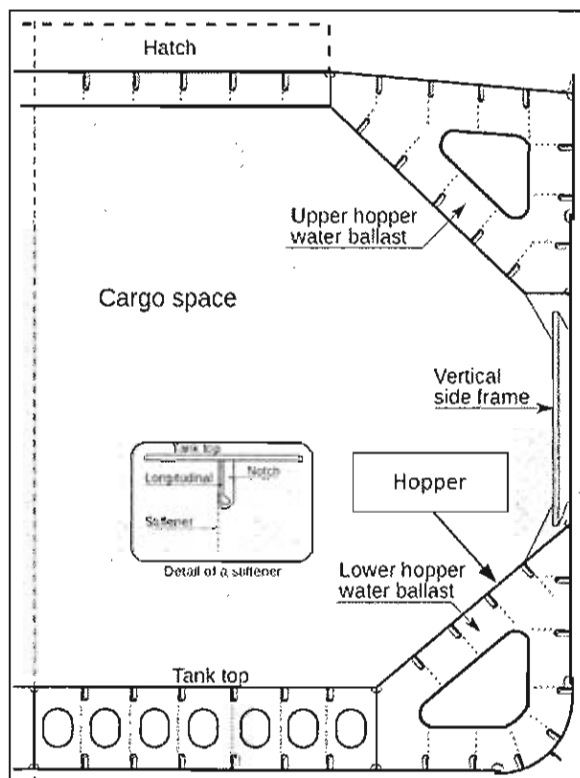 Hatch
Upper hopper
water ballast
Cargo space
Vertical
side frame
Tank top
Longitudinal
Notch
Stiffener
Detail of a stiffener
Hopper
Lower hopper
water ballast
Tank top